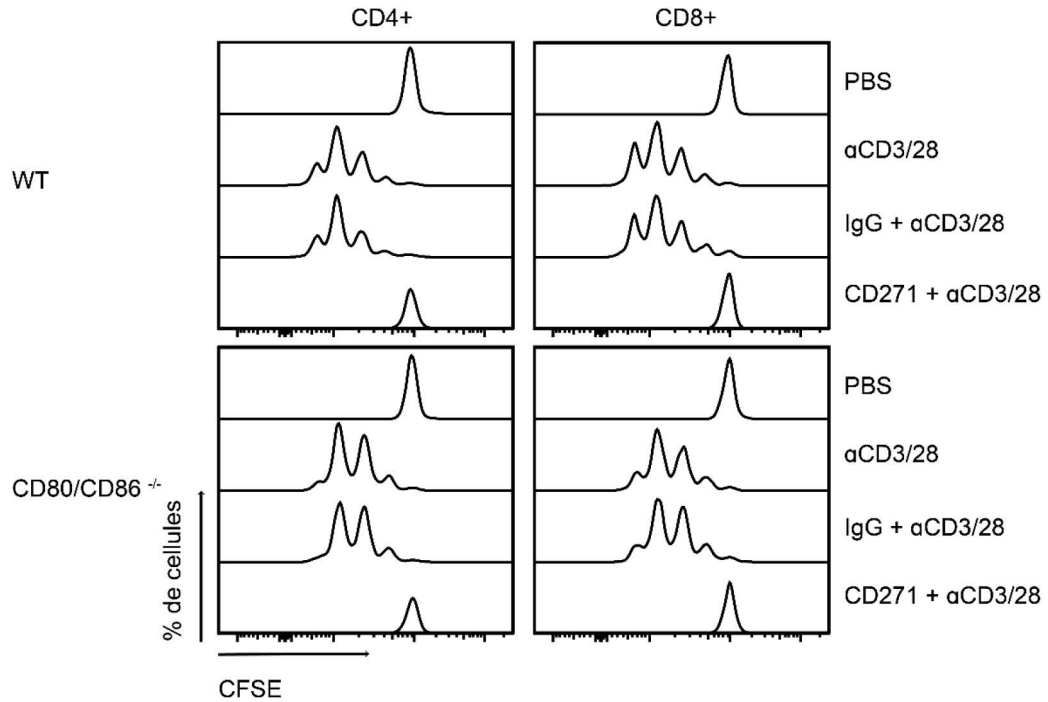 CD4+ CD8+
WT
PBS
αCD3/28
IgG + αCD3/28
CD271 + αCD3/28
CD80/CD86 -/-
PBS
αCD3/28
IgG + αCD3/28
CD271 + αCD3/28
% de cellules
CFSE